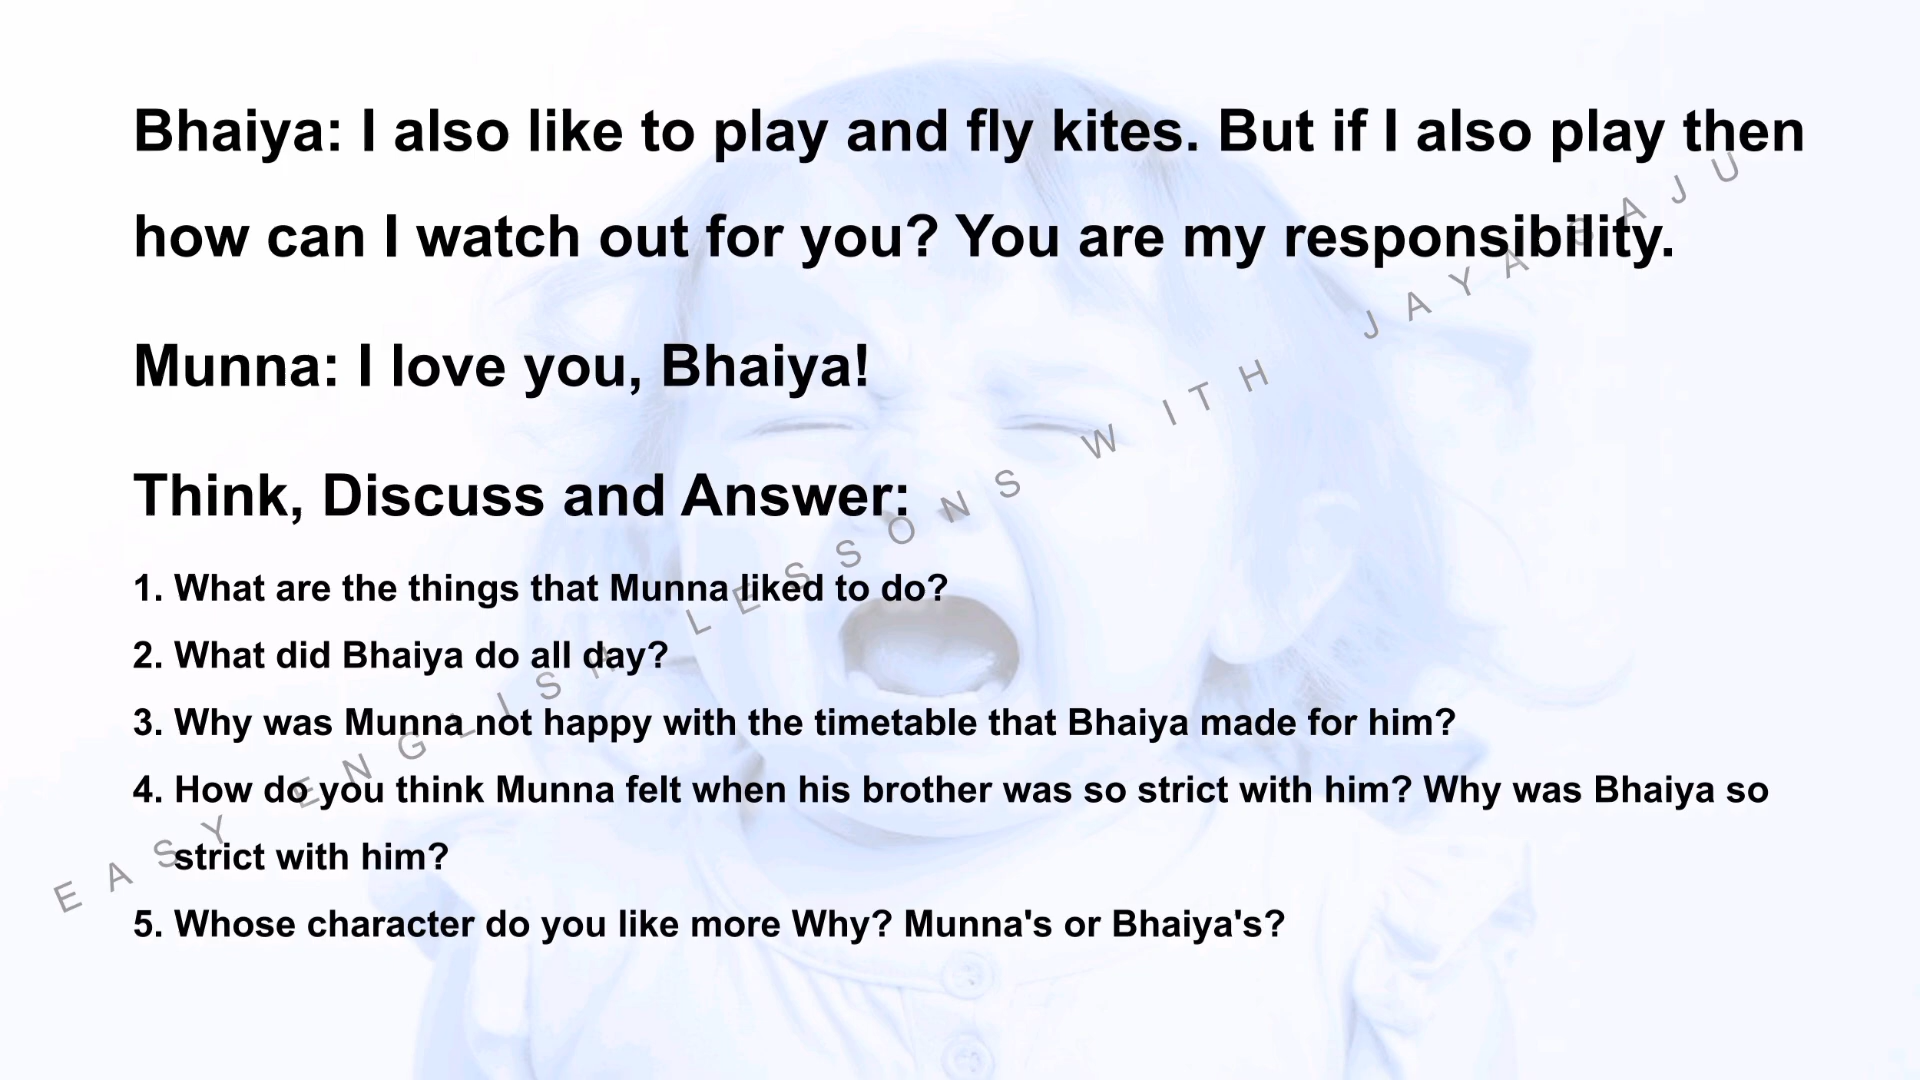 Bhaiya: I also like to play and fly kites. But if I also play then
how can I watch out for you? You are my responsibility.
Munna: I love you, Bhaiya!
Think, Discuss and Answer:
1. What are the things that Munna liked to do?
2. What did Bhaiya do all day?
3. Why was Munna not happy with the timetable that Bhaiya made for him?
4. How do you think Munna felt when his brother was so strict with him? Why was Bhaiya so
strict with him?
5. Whose character do you like more Why? Munna's or Bhaiya's?
EASY ENGLISH LESSONS WITH JAYA SAJU